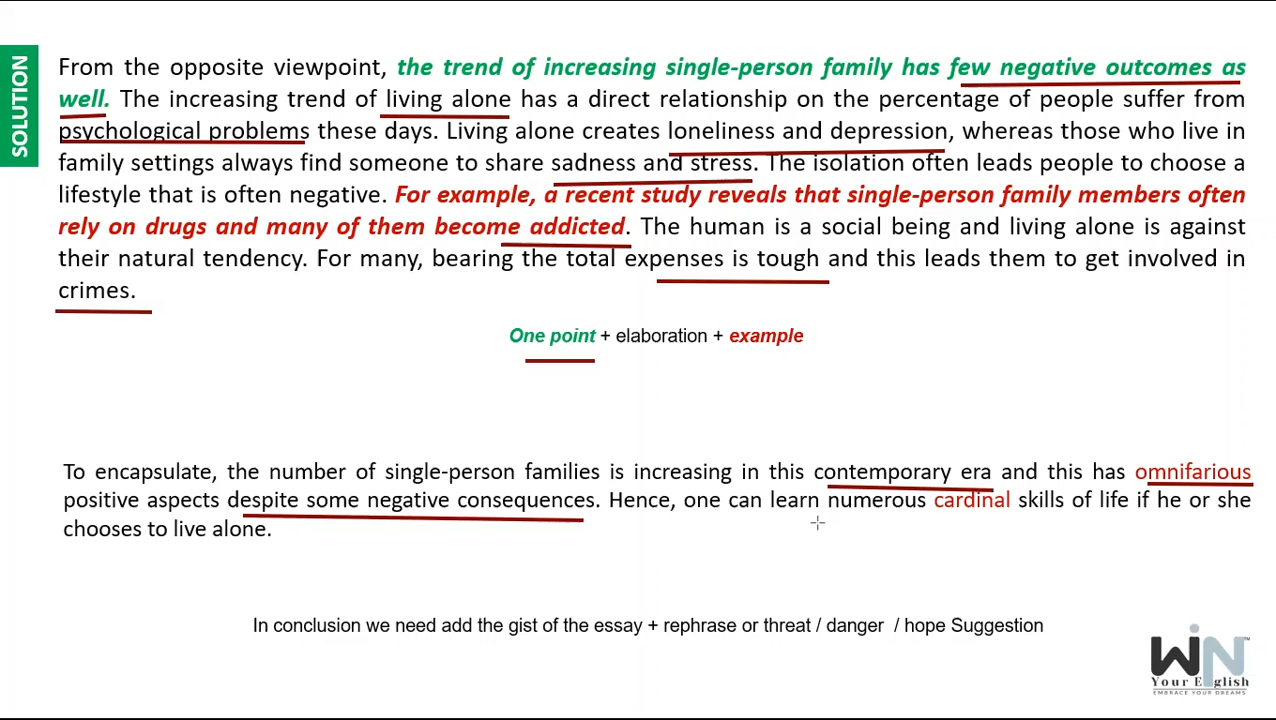 SOLUTION
From the opposite viewpoint, the trend of increasing single-person family has few negative outcomes as
well. The increasing trend of living alone has a direct relationship on the percentage of people suffer from
psychological problems these days. Living alone creates loneliness and depression, whereas those who live in
family settings always find someone to share sadness and stress. The isolation often leads people to choose a
lifestyle that is often negative. For example, a recent study reveals that single-person family members often
rely on drugs and many of them become addicted. The human is a social being and living alone is against
their natural tendency. For many, bearing the total expenses is tough and this leads them to get involved in
crimes.
One point + elaboration + example
To encapsulate, the number of single-person families is increasing in this contemporary era and this has omnifarious
positive aspects despite some negative consequences. Hence, one can learn numerous cardinal skills of life if he or she
chooses to live alone.
In conclusion we need add the gist of the essay + rephrase or threat / danger / hope Suggestion
WiN™
Your English
EMBRACE YOUR DREAMS